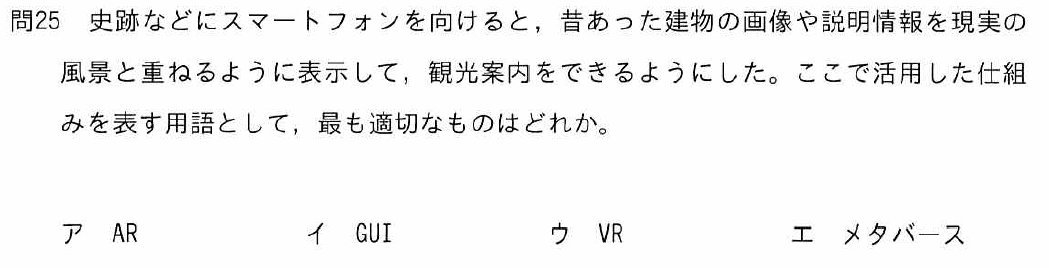 問25　史跡などにスマートフォンを向けると，昔あった建物の画像や説明情報を現実の
風景と重ねるように表示して，観光案内をできるようにした。ここで活用した仕組
みを表す用語として，最も適切なものはどれか。
ア　AR　イ　GUI　ウ　VR　エ　メタバース